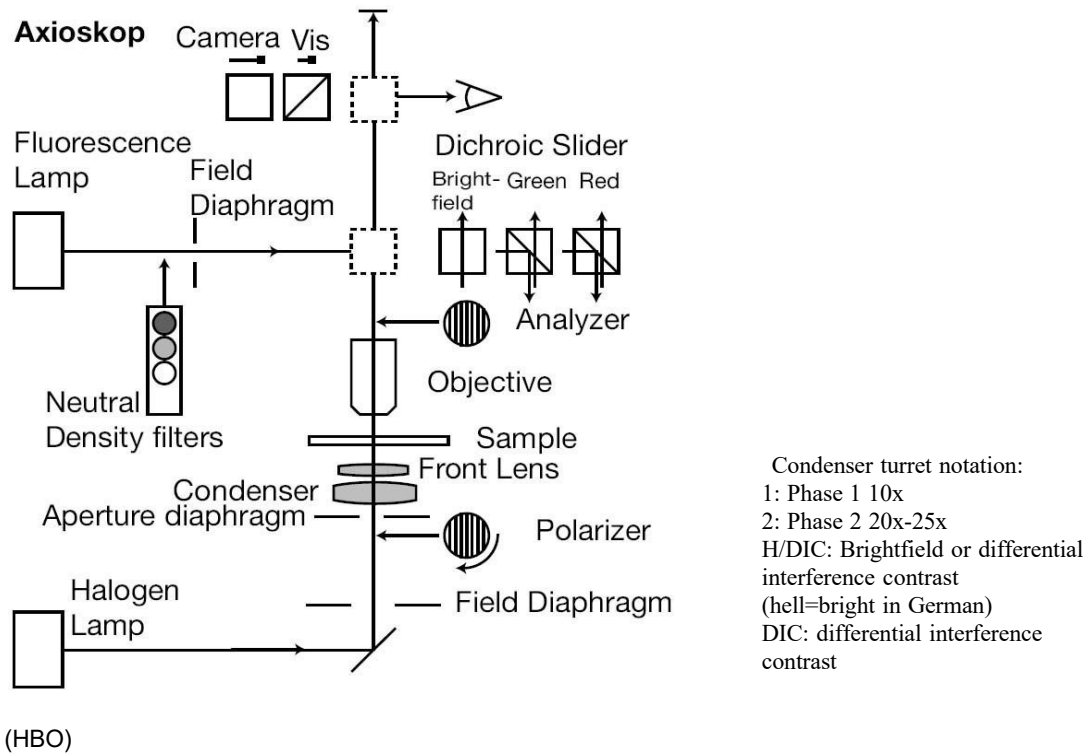 Axioskop
Camera Vis
Fluorescence
Lamp
Field
Diaphragm
Dichroic Slider
Bright-
field
Green
Red
Analyzer
Objective
Neutral
Density filters
Sample
Front Lens
Condenser
Aperture diaphragm
Polarizer
Halogen
Lamp
Field Diaphragm
Condenser turret notation:
1: Phase 1 10x
2: Phase 2 20x-25x
H/DIC: Brightfield or differential
interference contrast
(hell=bright in German)
DIC: differential interference
contrast
(HBO)